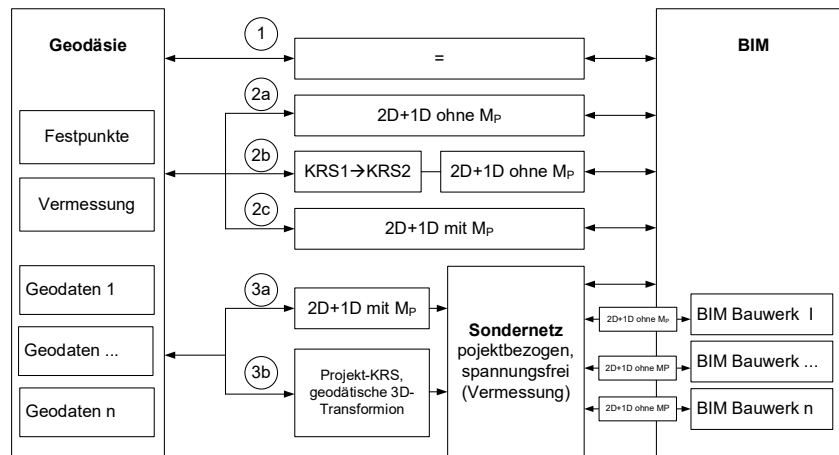 Geodäsie
Festpunkte
Vermessung
Geodaten 1
Geodaten ...
Geodaten n
1
=
2a
2D+1D ohne MP
2b
KRS1→KRS2
2D+1D ohne MP
2c
2D+1D mit MP
3a
2D+1D mit MP
3b
Projekt-KRS,
geodätische 3D-
Transformion
Sondernetz
pojektbezogen,
spannungsfrei
(Vermessung)
BIM
2D+1D ohne MP
BIM Bauwerk I
2D+1D ohne MP
BIM Bauwerk ...
2D+1D ohne MP
BIM Bauwerk n